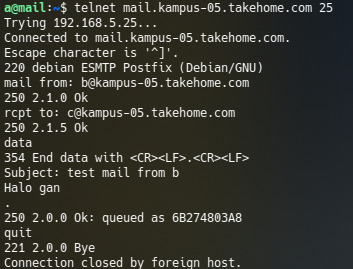 a@mail:~$ telnet mail.kampus-05.takehome.com 25
Trying 192.168.5.25...
Connected to mail.kampus-05.takehome.com.
Escape character is '^]'.
220 debian ESMTP Postfix (Debian/GNU)
mail from: b@kampus-05.takehome.com
250 2.1.0 Ok
rcpt to: c@kampus-05.takehome.com
250 2.1.5 Ok
data
354 End data with <CR><LF>.<CR><LF>
Subject: test mail from b
Halo gan
.
250 2.0.0 Ok: queued as 6B274803A8
quit
221 2.0.0 Bye
Connection closed by foreign host.